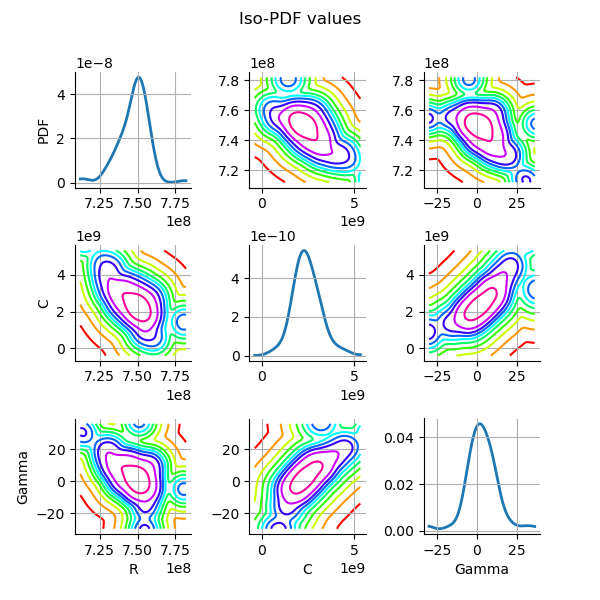 Iso-PDF values
1e−8
1e8
1e8
PDF
4
2
0
7.8
7.6
7.4
7.2
7.8
7.6
7.4
7.2
7.25 7.50 7.75
0 5
−25 0 25
1e8
1e9
1e9
1e−10
1e9
C
4
2
0
4
2
0
4
2
0
7.25 7.50 7.75
0 5
−25 0 25
1e8
1e9
Gamma
20
0
−20
20
0
−20
0.04
0.02
0.00
7.25 7.50 7.75
0 5
−25 0 25
R 1e8
C 1e9
Gamma